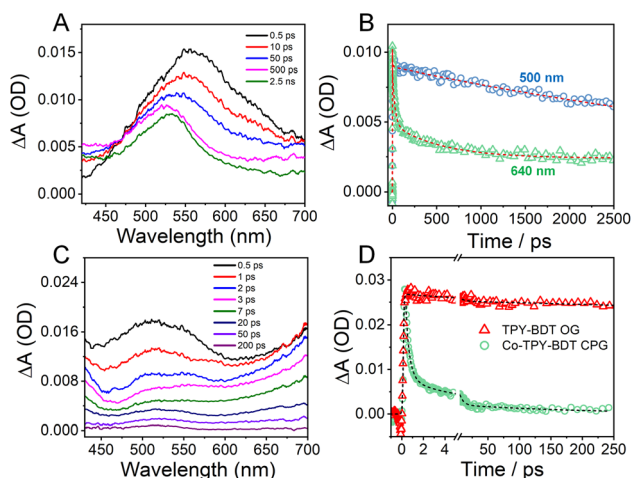 A
0.5 ps
10 ps
50 ps
500 ps
2.5 ns
ΔA (OD)
0.015
0.010
0.005
0.000
450 500 550 600 650 700
Wavelength (nm)
B
500 nm
640 nm
ΔA (OD)
0.010
0.005
0.000
0 500 1000 1500 2000 2500
Time / ps
C
0.5 ps
1 ps
2 ps
3 ps
7 ps
20 ps
50 ps
200 ps
ΔA (OD)
0.024
0.016
0.008
0.000
450 500 550 600 650 700
Wavelength (nm)
D
TPY-BDT OG
Co-TPY-BDT CPG
ΔA (OD)
0.03
0.02
0.01
0.00
0 2 4 50 100 150 200 250
Time / ps